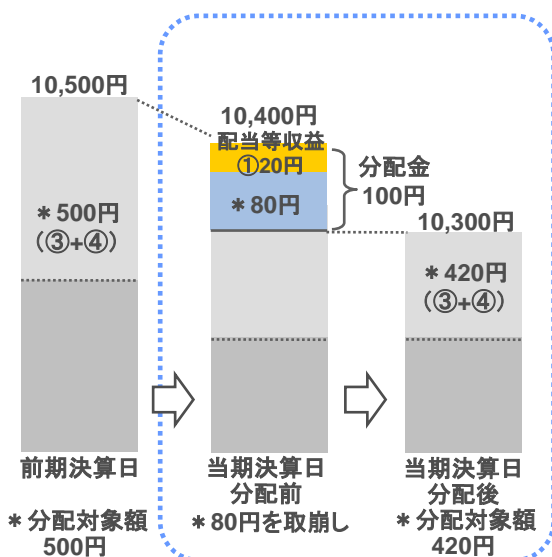 10,500円
＊500円
（③+④）
前期決算日
＊分配対象額
500円
10,400円
配当等収益
①20円
＊80円
分配金
100円
当期決算日
分配前
＊80円を取崩し
10,300円
＊420円
（③+④）
当期決算日
分配後
＊分配対象額
420円